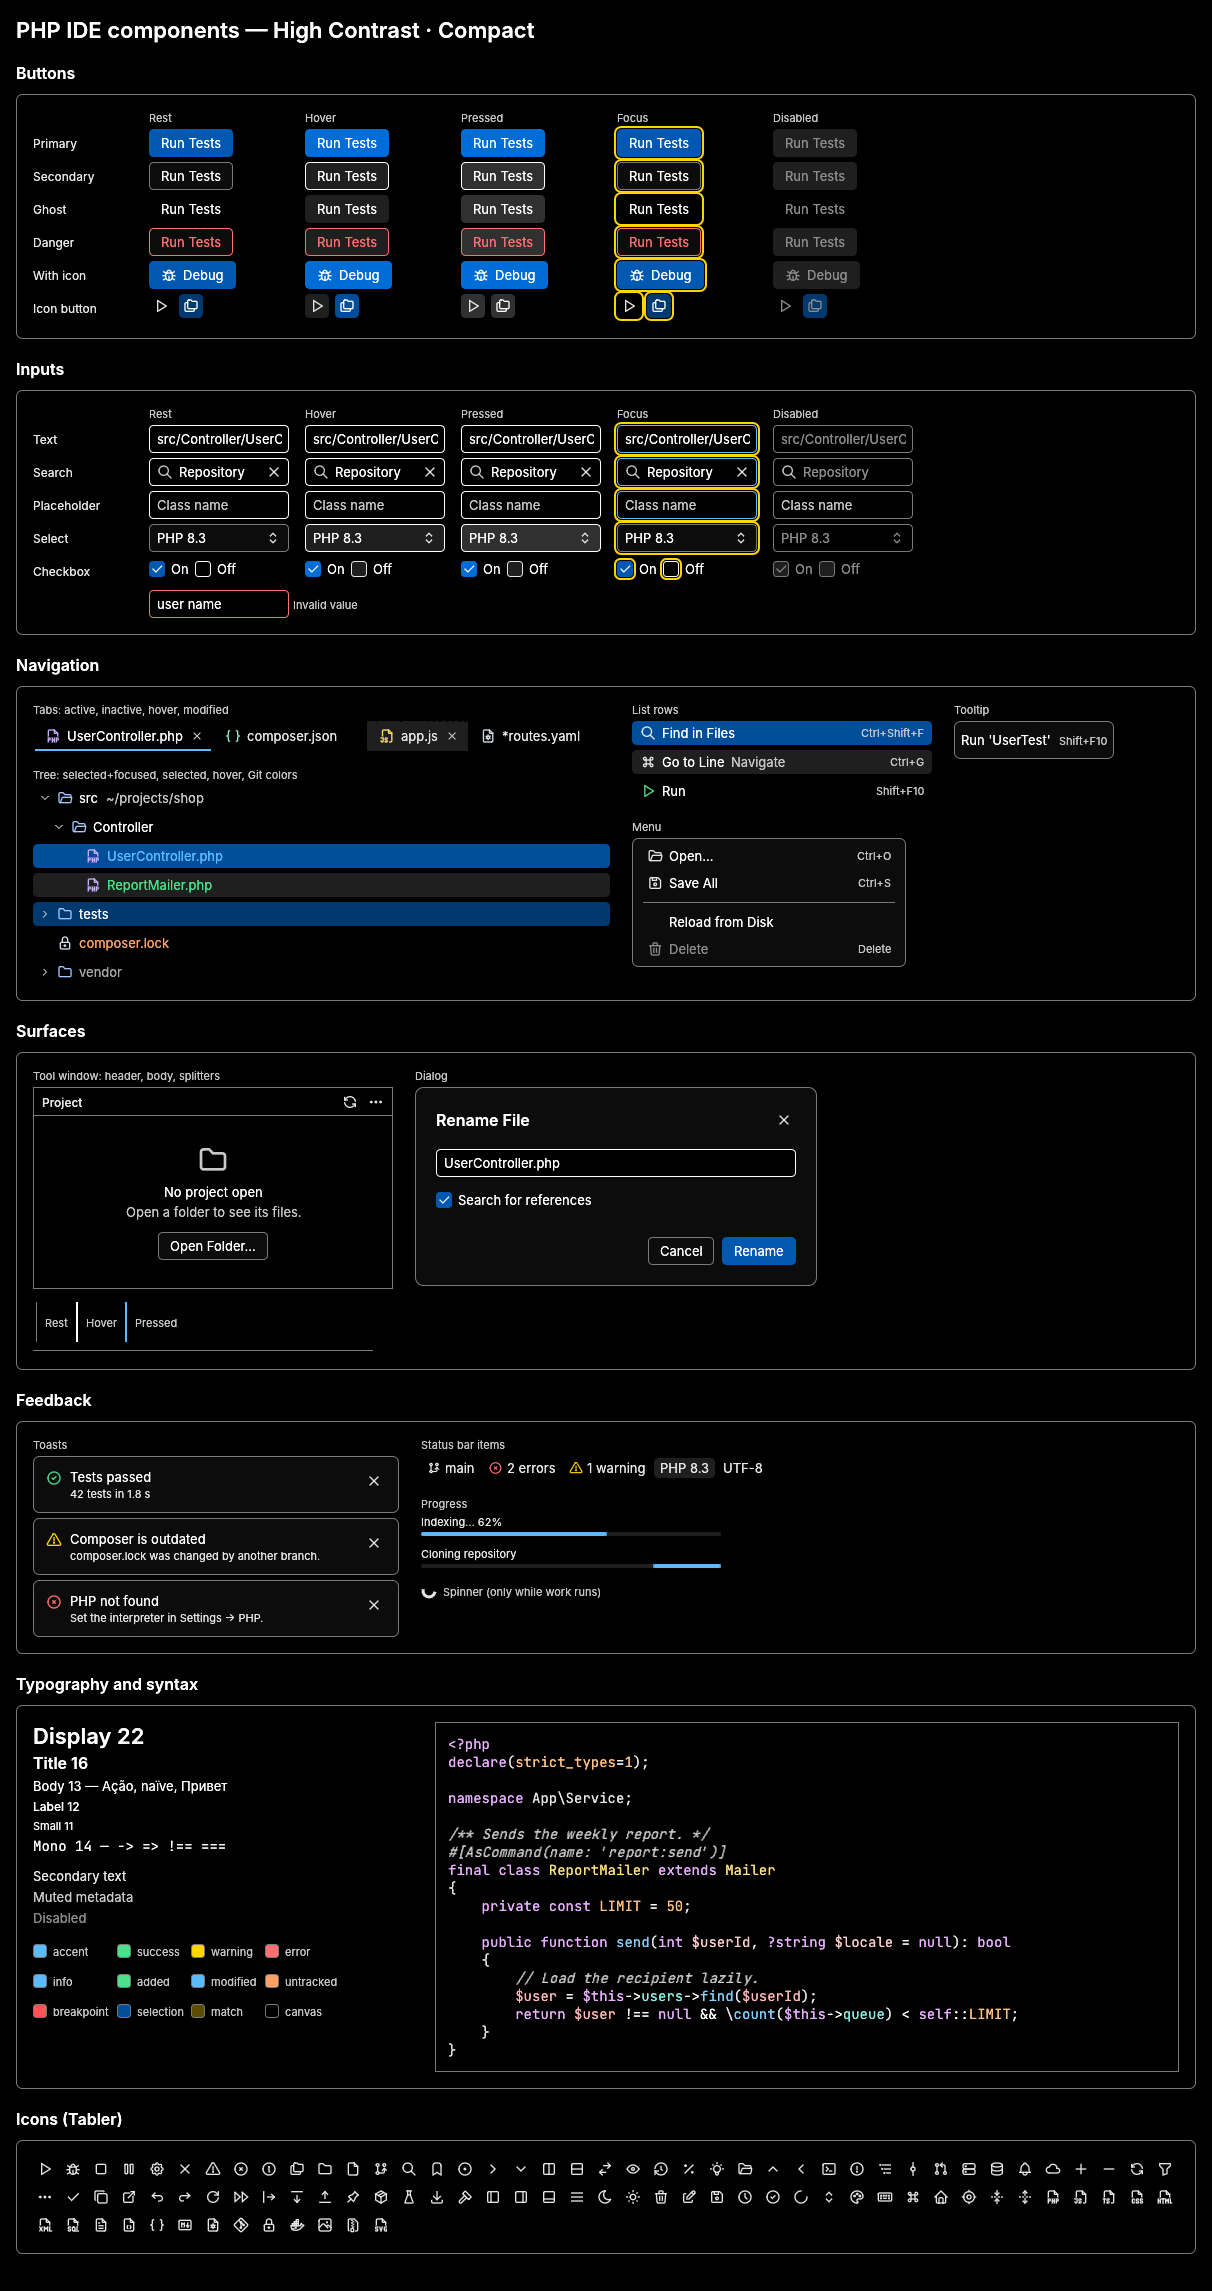 PHP IDE components — High Contrast · Compact
Buttons
Rest Hover Pressed Focus Disabled
Primary Run Tests Run Tests Run Tests Run Tests Run Tests
Secondary Run Tests Run Tests Run Tests Run Tests Run Tests
Ghost Run Tests Run Tests Run Tests Run Tests Run Tests
Danger Run Tests Run Tests Run Tests Run Tests Run Tests
With icon Debug Debug Debug Debug Debug
Icon button
Inputs
Rest Hover Pressed Focus Disabled
Text src/Controller/UserC src/Controller/UserC src/Controller/UserC src/Controller/UserC src/Controller/UserC
Search Repository Repository Repository Repository Repository
Placeholder Class name Class name Class name Class name Class name
Select PHP 8.3 PHP 8.3 PHP 8.3 PHP 8.3 PHP 8.3
Checkbox On Off On Off On Off On Off On Off
user name Invalid value
Navigation
Tabs: active, inactive, hover, modified
UserController.php composer.json app.js *routes.yaml
Tree: selected+focused, selected, hover, Git colors
src ~/projects/shop
Controller
UserController.php
ReportMailer.php
tests
composer.lock
vendor
List rows
Find in Files Ctrl+Shift+F
Go to Line Navigate Ctrl+G
Run Shift+F10
Menu
Open... Ctrl+O
Save All Ctrl+S
Reload from Disk
Delete Delete
Tooltip
Run 'UserTest' Shift+F10
Surfaces
Tool window: header, body, splitters
Project
No project open
Open a folder to see its files.
Open Folder...
Rest Hover Pressed
Dialog
Rename File
UserController.php
Search for references
Cancel Rename
Feedback
Toasts
Tests passed
42 tests in 1.8 s
Composer is outdated
composer.lock was changed by another branch.
PHP not found
Set the interpreter in Settings → PHP.
Status bar items
main 2 errors 1 warning PHP 8.3 UTF-8
Progress
Indexing... 62%
Cloning repository
Spinner (only while work runs)
Typography and syntax
Display 22
Title 16
Body 13 — Ação, naïve, Привет
Label 12
Small 11
Mono 14 — -> => !== ===
Secondary text
Muted metadata
Disabled
accent success warning error
info added modified untracked
breakpoint selection match canvas
<?php
declare(strict_types=1);
namespace App\Service;
/** Sends the weekly report. */
#[AsCommand(name: 'report:send')]
final class ReportMailer extends Mailer
{
private const LIMIT = 50;
public function send(int $userId, ?string $locale = null): bool
{
// Load the recipient lazily.
$user = $this->users->find($userId);
return $user !== null && \count($this->queue) < self::LIMIT;
}
}
Icons (Tabler)
PHP JS TS CSS HTML
XML SQL SVG